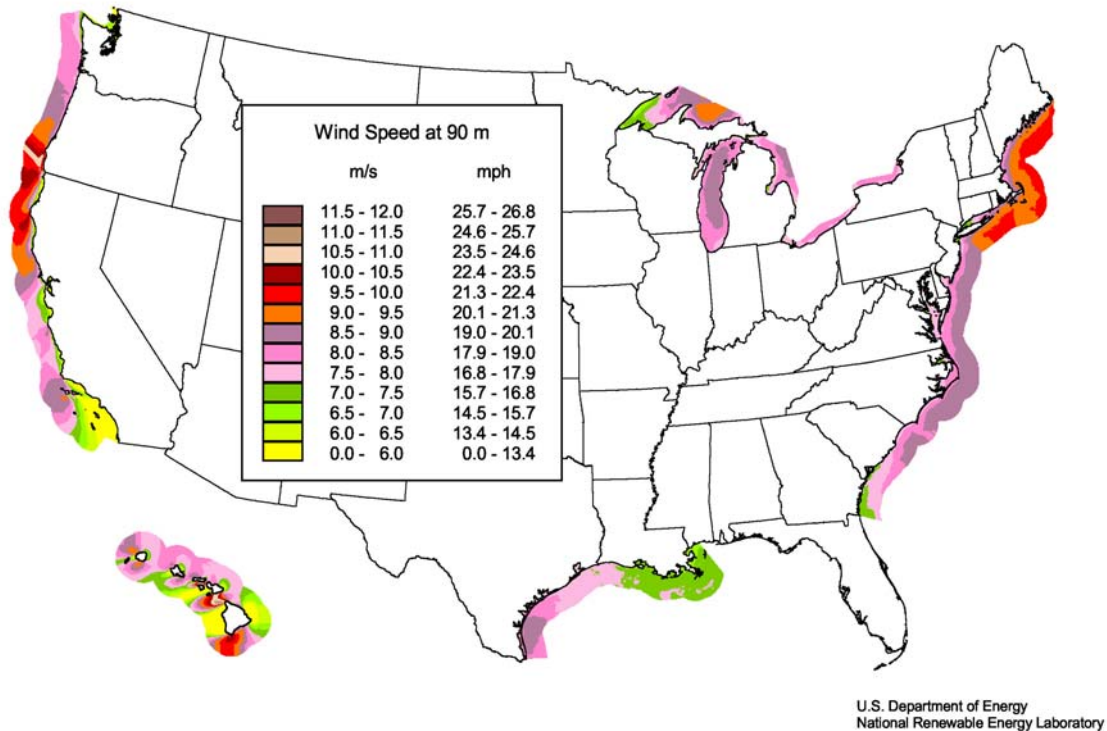 Wind Speed at 90 m
m/s mph
11.5 - 12.0 25.7 - 26.8
11.0 - 11.5 24.6 - 25.7
10.5 - 11.0 23.5 - 24.6
10.0 - 10.5 22.4 - 23.5
9.5 - 10.0 21.3 - 22.4
9.0 - 9.5 20.1 - 21.3
8.5 - 9.0 19.0 - 20.1
8.0 - 8.5 17.9 - 19.0
7.5 - 8.0 16.8 - 17.9
7.0 - 7.5 15.7 - 16.8
6.5 - 7.0 14.5 - 15.7
6.0 - 6.5 13.4 - 14.5
0.0 - 6.0 0.0 - 13.4
U.S. Department of Energy
National Renewable Energy Laboratory